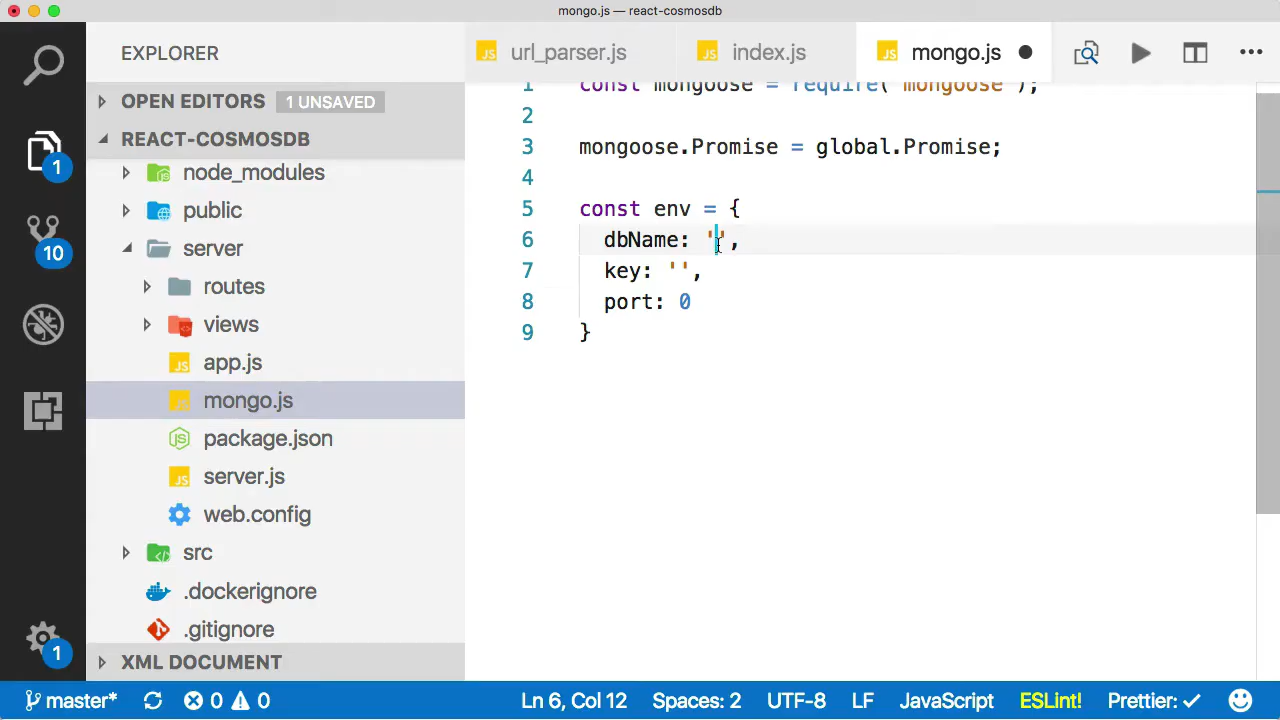 mongo.js — react-cosmosdb
EXPLORER
OPEN EDITORS 1 UNSAVED
REACT-COSMOSDB
node_modules
public
server
routes
views
app.js
mongo.js
package.json
server.js
web.config
src
.dockerignore
.gitignore
XML DOCUMENT
1
10
1
JS url_parser.js JS index.js JS mongo.js
1 const mongoose = require('mongoose');
2
3 mongoose.Promise = global.Promise;
4
5 const env = {
6 dbName: '',
7 key: '',
8 port: 0
9 }
master* 0 0 Ln 6, Col 12 Spaces: 2 UTF-8 LF JavaScript ESLint! Prettier: